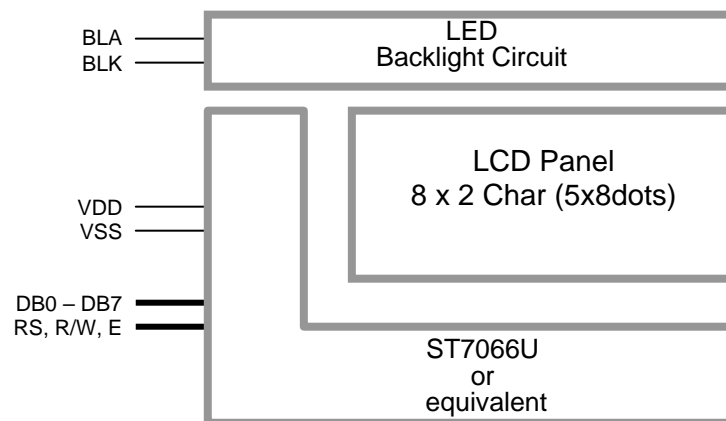 BLA
BLK
LED
Backlight Circuit
LCD Panel
8 x 2 Char (5x8dots)
VDD
VSS
DB0 – DB7
RS, R/W, E
ST7066U
or
equivalent